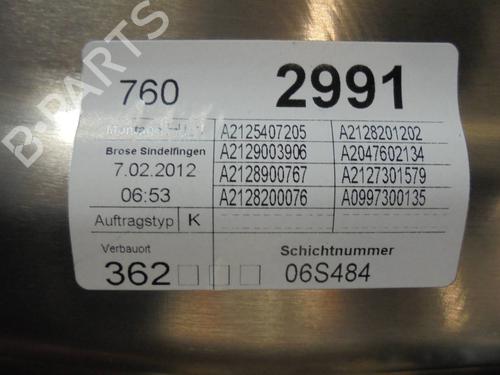 B-PARTS
760 2991
Montage
A2125407205 A2128201202
Brose Sindelfingen A2129003906 A2047602134
7.02.2012 A2128900767 A2127301579
06:53 A2128200076 A0997300135
Auftragstyp K
Verbauort Schichtnummer
362 06S484